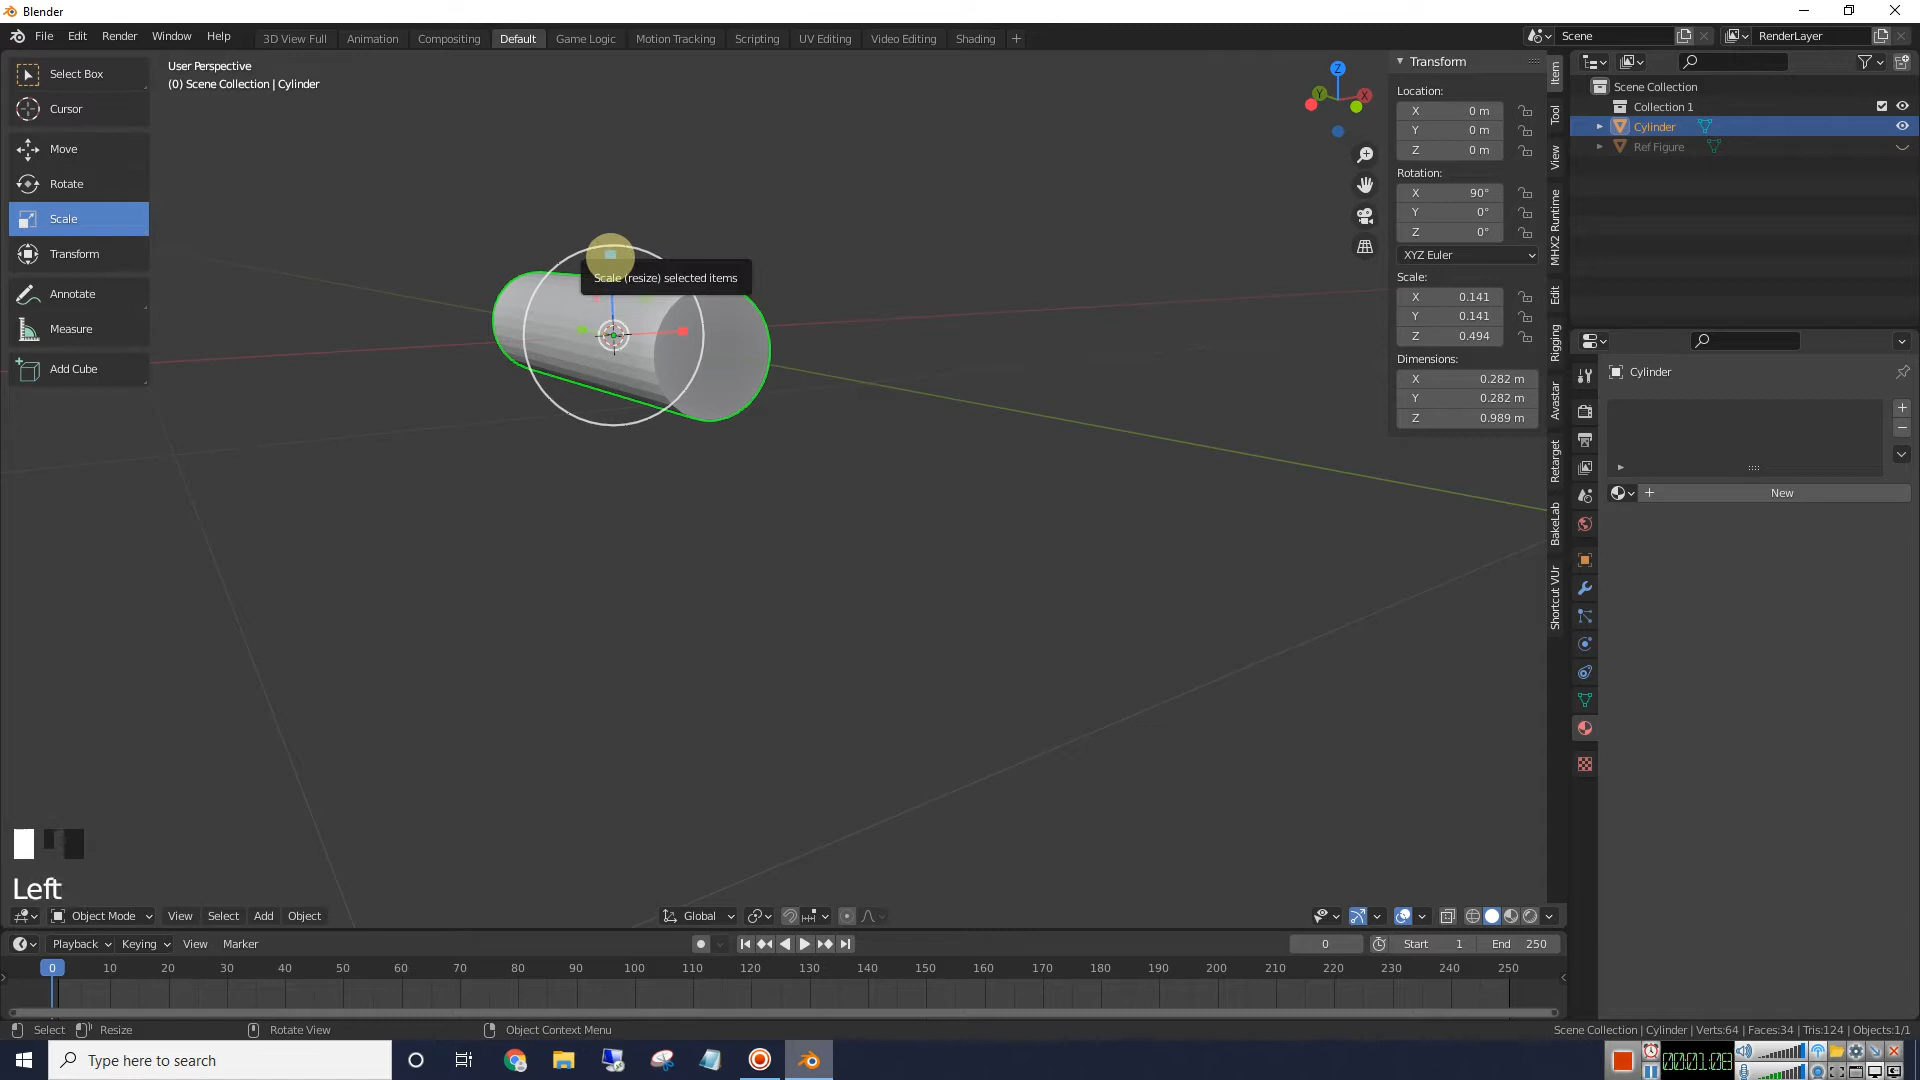 Blender
File Edit Render Window Help
3D View Full Animation Compositing Default Game Logic Motion Tracking Scripting UV Editing Video Editing Shading +
Scene
RenderLayer
Select Box
Cursor
Move
Rotate
Scale
Transform
Annotate
Measure
Add Cube
User Perspective
(0) Scene Collection | Cylinder
Scale (resize) selected items
Z
Y
X
Transform
Location:
X 0 m
Y 0 m
Z 0 m
Rotation:
X 90°
Y 0°
Z 0°
XYZ Euler
Scale:
X 0.141
Y 0.141
Z 0.494
Dimensions:
X 0.282 m
Y 0.282 m
Z 0.989 m
Item
Tool
View
MHX2 Runtime
Edit
Rigging
Avastar
Retarget
BakeLab
Shortcut VUr
Scene Collection
Collection 1
Cylinder
Ref Figure
Cylinder
New
Left
Object Mode View Select Add Object
Global
Playback Keying View Marker
0 Start 1 End 250
0 10 20 30 40 50 60 70 80 90 100 110 120 130 140 150 160 170 180 190 200 210 220 230 240 250
Select Resize Rotate View Object Context Menu
Scene Collection | Cylinder | Verts:64 | Faces:34 | Tris:124 | Objects:1/1
Type here to search
00:01:08